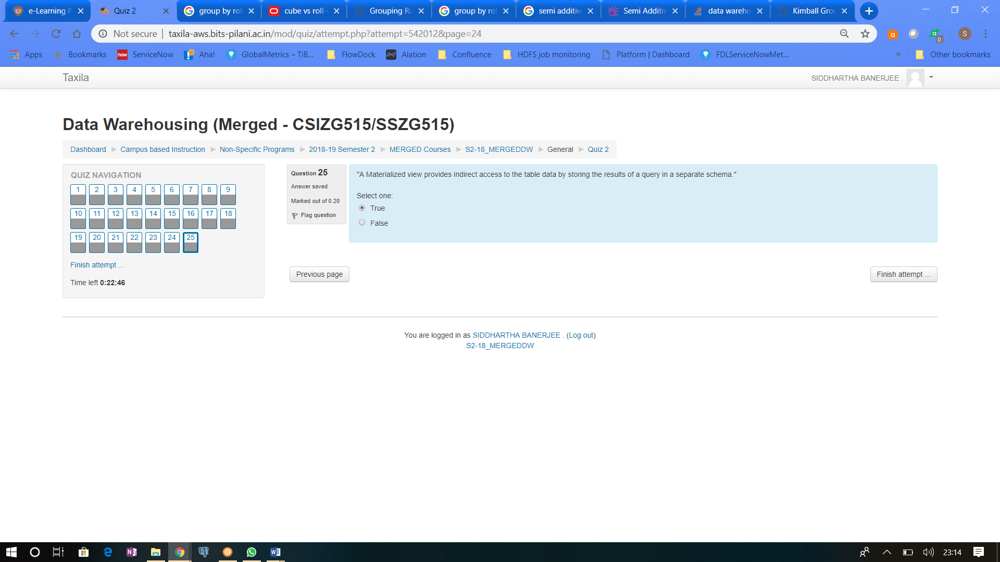 e-Learning P
Quiz 2
group by rol
cube vs roll-
Grouping Ro
group by rol
semi additiv
Semi Additiv
data wareho
Kimball Grou
Not secure | taxila-aws.bits-pilani.ac.in/mod/quiz/attempt.php?attempt=542012&page=24
a
0
S
Apps
Bookmarks
now
ServiceNow
Aha!
GlobalMetrics – TIB...
FlowDock
Alation
Confluence
HDFS job monitoring
Platform | Dashboard
FDLServiceNowMet...
»
Other bookmarks
Taxila
SIDDHARTHA BANERJEE .
Data Warehousing (Merged - CSIZG515/SSZG515)
Dashboard ► Campus based Instruction ► Non-Specific Programs ► 2018-19 Semester 2 ► MERGED Courses ► S2-18_MERGEDDW ► General ► Quiz 2
QUIZ NAVIGATION
1 2 3 4 5 6 7 8 9
10 11 12 13 14 15 16 17 18
19 20 21 22 23 24 25
Finish attempt ...
Time left 0:22:46
Question 25
Answer saved
Marked out of 0.20
Flag question
"A Materialized view provides indirect access to the table data by storing the results of a query in a separate schema."
Select one:
True
False
Previous page
Finish attempt ...
You are logged in as SIDDHARTHA BANERJEE . (Log out)
S2-18_MERGEDDW
23:14